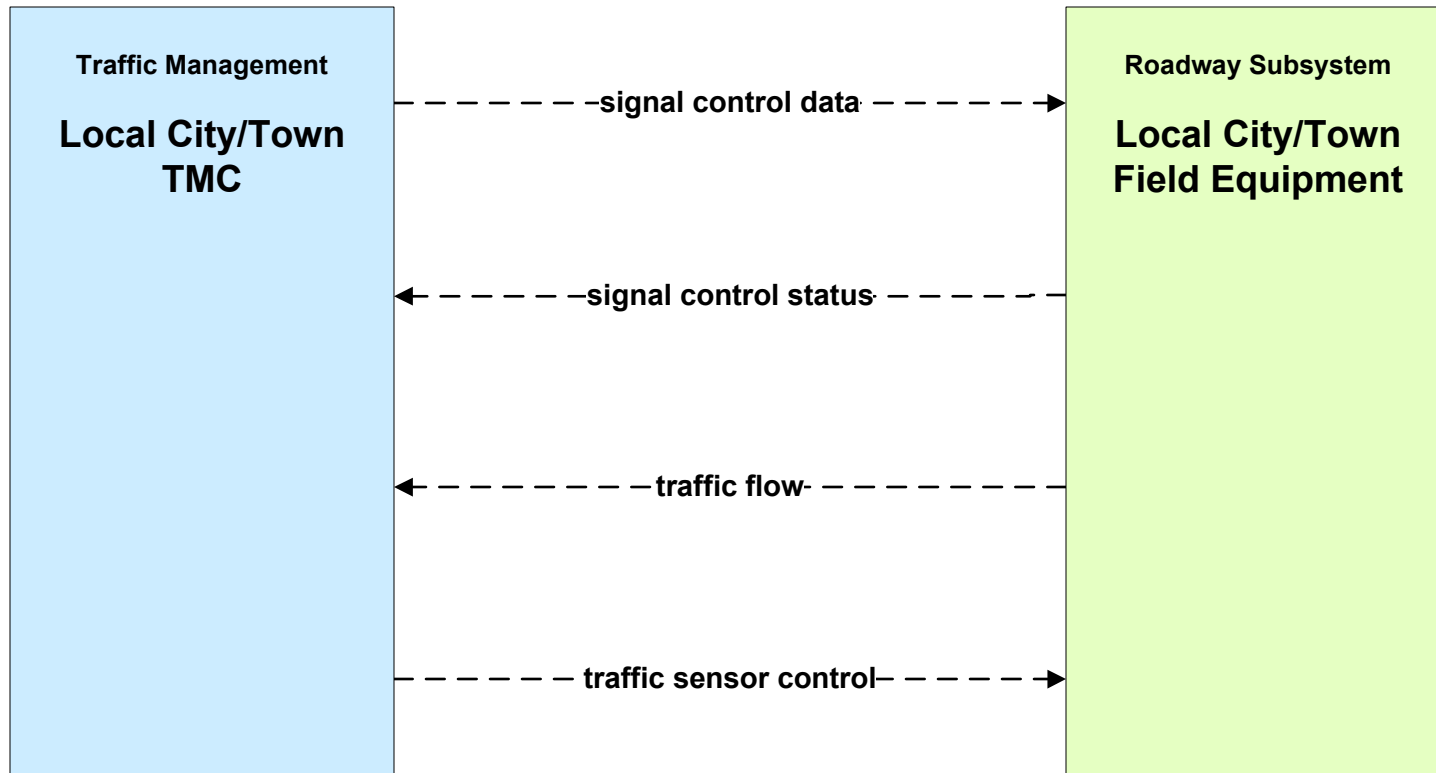 Traffic Management
Local City/Town
TMC
signal control data
signal control status
traffic flow
traffic sensor control
Roadway Subsystem
Local City/Town
Field Equipment